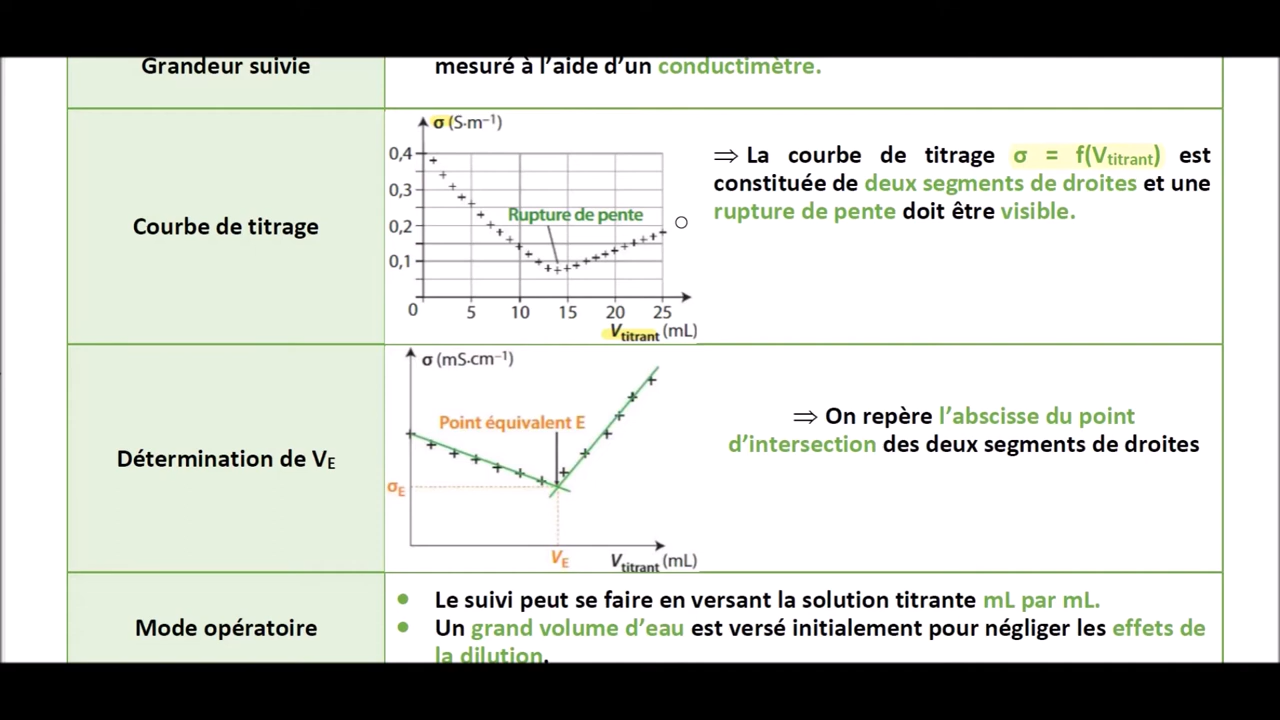 Grandeur suivie
mesuré à l’aide d’un conductimètre.
Courbe de titrage
σ (S·m⁻¹)
0,4
0,3
0,2
0,1
Rupture de pente
0 5 10 15 20 25
Vtitrant (mL)
⇒ La courbe de titrage σ = f(Vtitrant) est
constituée de deux segments de droites et une
rupture de pente doit être visible.
Détermination de VE
σ (mS·cm⁻¹)
Point équivalent E
σE
VE
Vtitrant (mL)
⇒ On repère l’abscisse du point
d’intersection des deux segments de droites
Mode opératoire
• Le suivi peut se faire en versant la solution titrante mL par mL.
• Un grand volume d’eau est versé initialement pour négliger les effets de
la dilution.